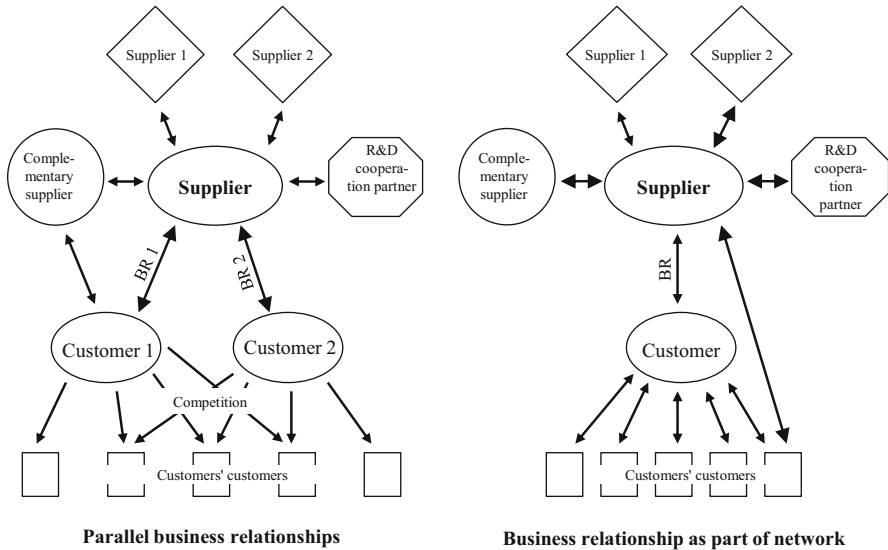 Supplier 1
Supplier 2
Comple-
mentary
supplier
Supplier
R&D
coopera-
tion partner
BR 1
BR 2
Customer 1
Customer 2
Competition
Customers' customers
Parallel business relationships
Supplier 1
Supplier 2
Comple-
mentary
supplier
Supplier
R&D
coopera-
tion
partner
BR
Customer
Customers' customers
Business relationship as part of network